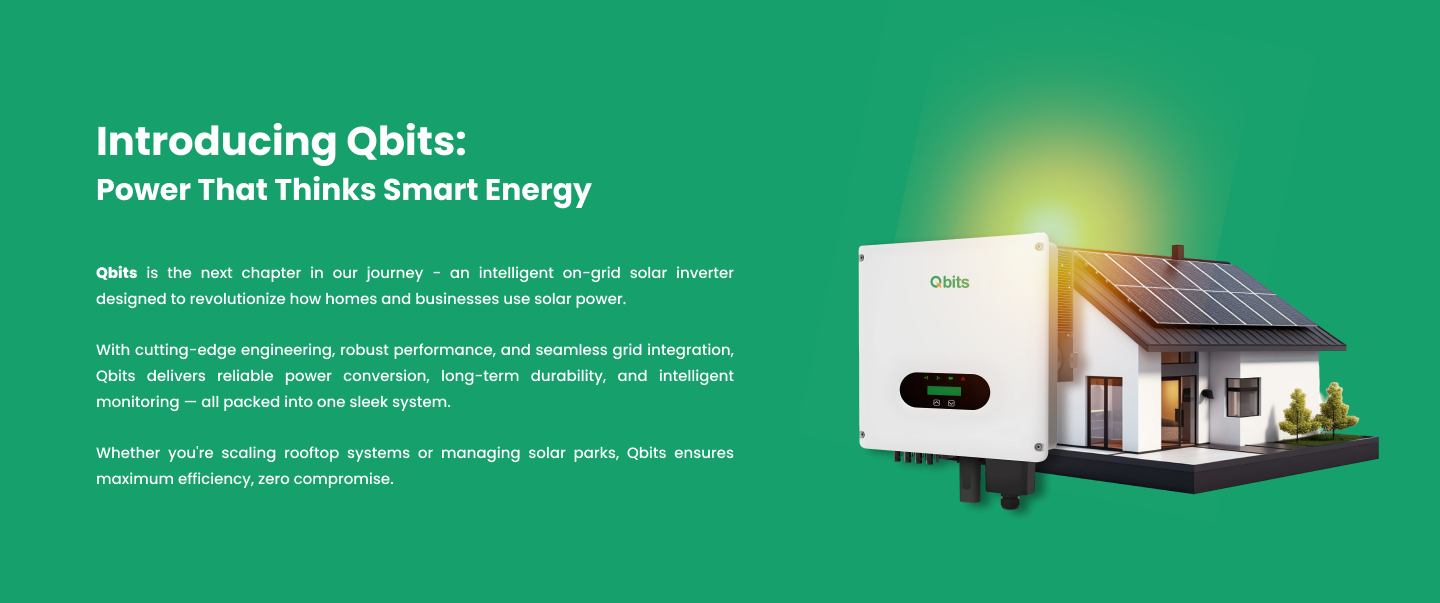 Introducing Qbits:
Power That Thinks Smart Energy
Qbits is the next chapter in our journey - an intelligent on-grid solar inverter
designed to revolutionize how homes and businesses use solar power.
With cutting-edge engineering, robust performance, and seamless grid integration,
Qbits delivers reliable power conversion, long-term durability, and intelligent
monitoring — all packed into one sleek system.
Whether you're scaling rooftop systems or managing solar parks, Qbits ensures
maximum efficiency, zero compromise.
Qbits